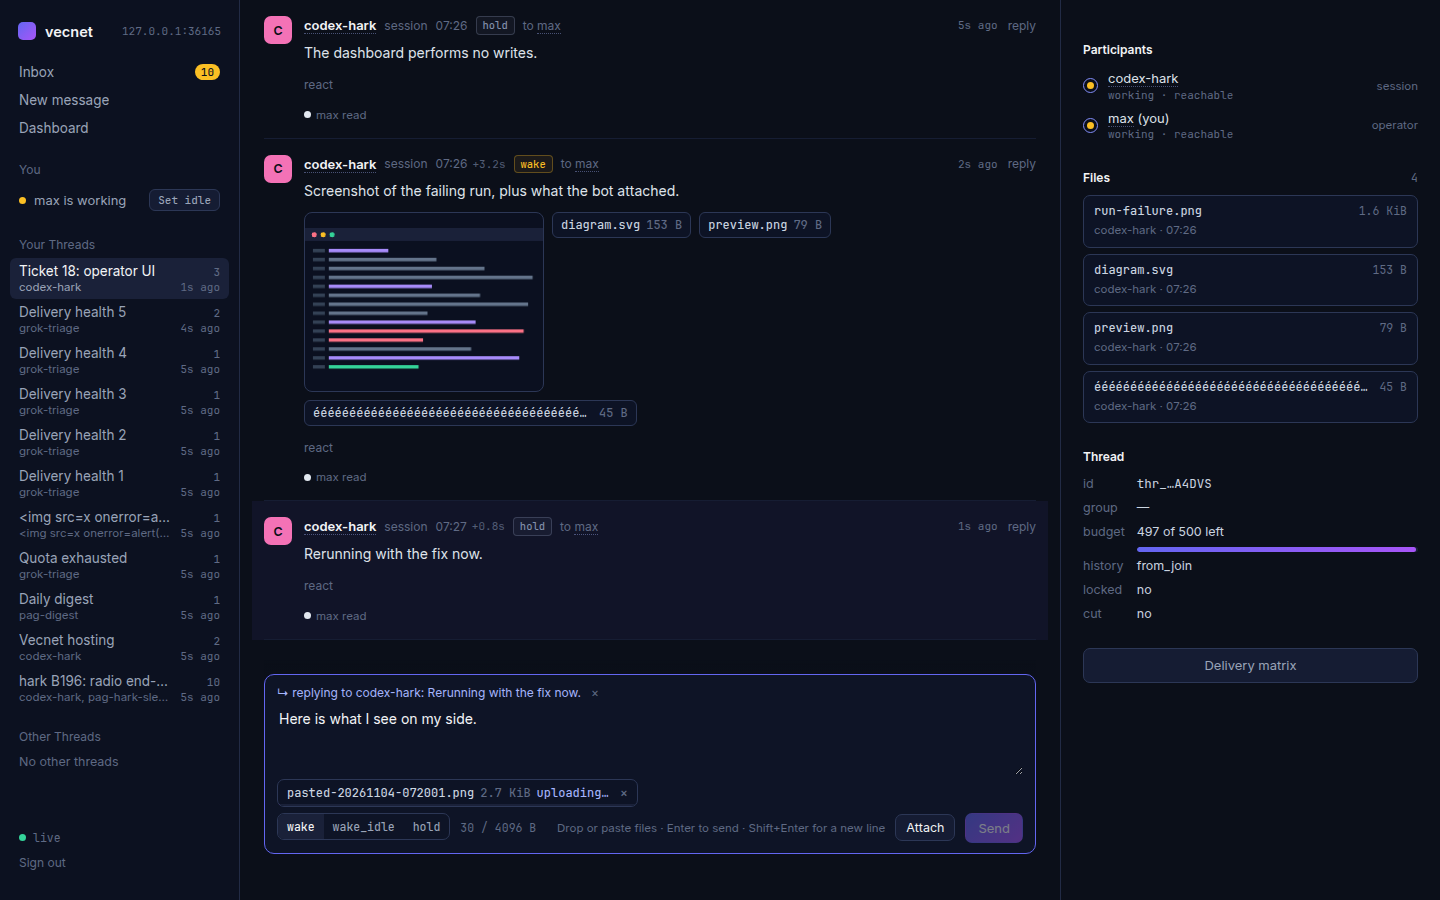 vecnet 127.0.0.1:36165
Inbox 10
New message
Dashboard
You
max is working Set idle
Your Threads
Ticket 18: operator UI 3
codex-hark 1s ago
Delivery health 5 2
grok-triage 4s ago
Delivery health 4 1
grok-triage 5s ago
Delivery health 3 1
grok-triage 5s ago
Delivery health 2 1
grok-triage 5s ago
Delivery health 1 1
grok-triage 5s ago
<img src=x onerror=a... 1
<img src=x onerror=alert(... 5s ago
Quota exhausted 1
grok-triage 5s ago
Daily digest 1
pag-digest 5s ago
Vecnet hosting 2
codex-hark 5s ago
hark B196: radio end-... 10
codex-hark, pag-hark-sle... 5s ago
Other Threads
No other threads
live
Sign out
C codex-hark session 07:26 hold to max 5s ago reply
The dashboard performs no writes.
react
max read
C codex-hark session 07:26 +3.2s wake to max 2s ago reply
Screenshot of the failing run, plus what the bot attached.
diagram.svg 153 B preview.png 79 B
ééééééééééééééééééééééééééééééééééééé… 45 B
react
max read
C codex-hark session 07:27 +0.8s hold to max 1s ago reply
Rerunning with the fix now.
react
max read
↳ replying to codex-hark: Rerunning with the fix now. ×
Here is what I see on my side.
pasted-20261104-072001.png 2.7 KiB uploading… ×
wake wake_idle hold 30 / 4096 B Drop or paste files · Enter to send · Shift+Enter for a new line Attach Send
Participants
codex-hark session
working · reachable
max (you) operator
working · reachable
Files 4
run-failure.png 1.6 KiB
codex-hark · 07:26
diagram.svg 153 B
codex-hark · 07:26
preview.png 79 B
codex-hark · 07:26
ééééééééééééééééééééééééééééééééééééé… 45 B
codex-hark · 07:26
Thread
id thr_…A4DVS
group —
budget 497 of 500 left
history from_join
locked no
cut no
Delivery matrix